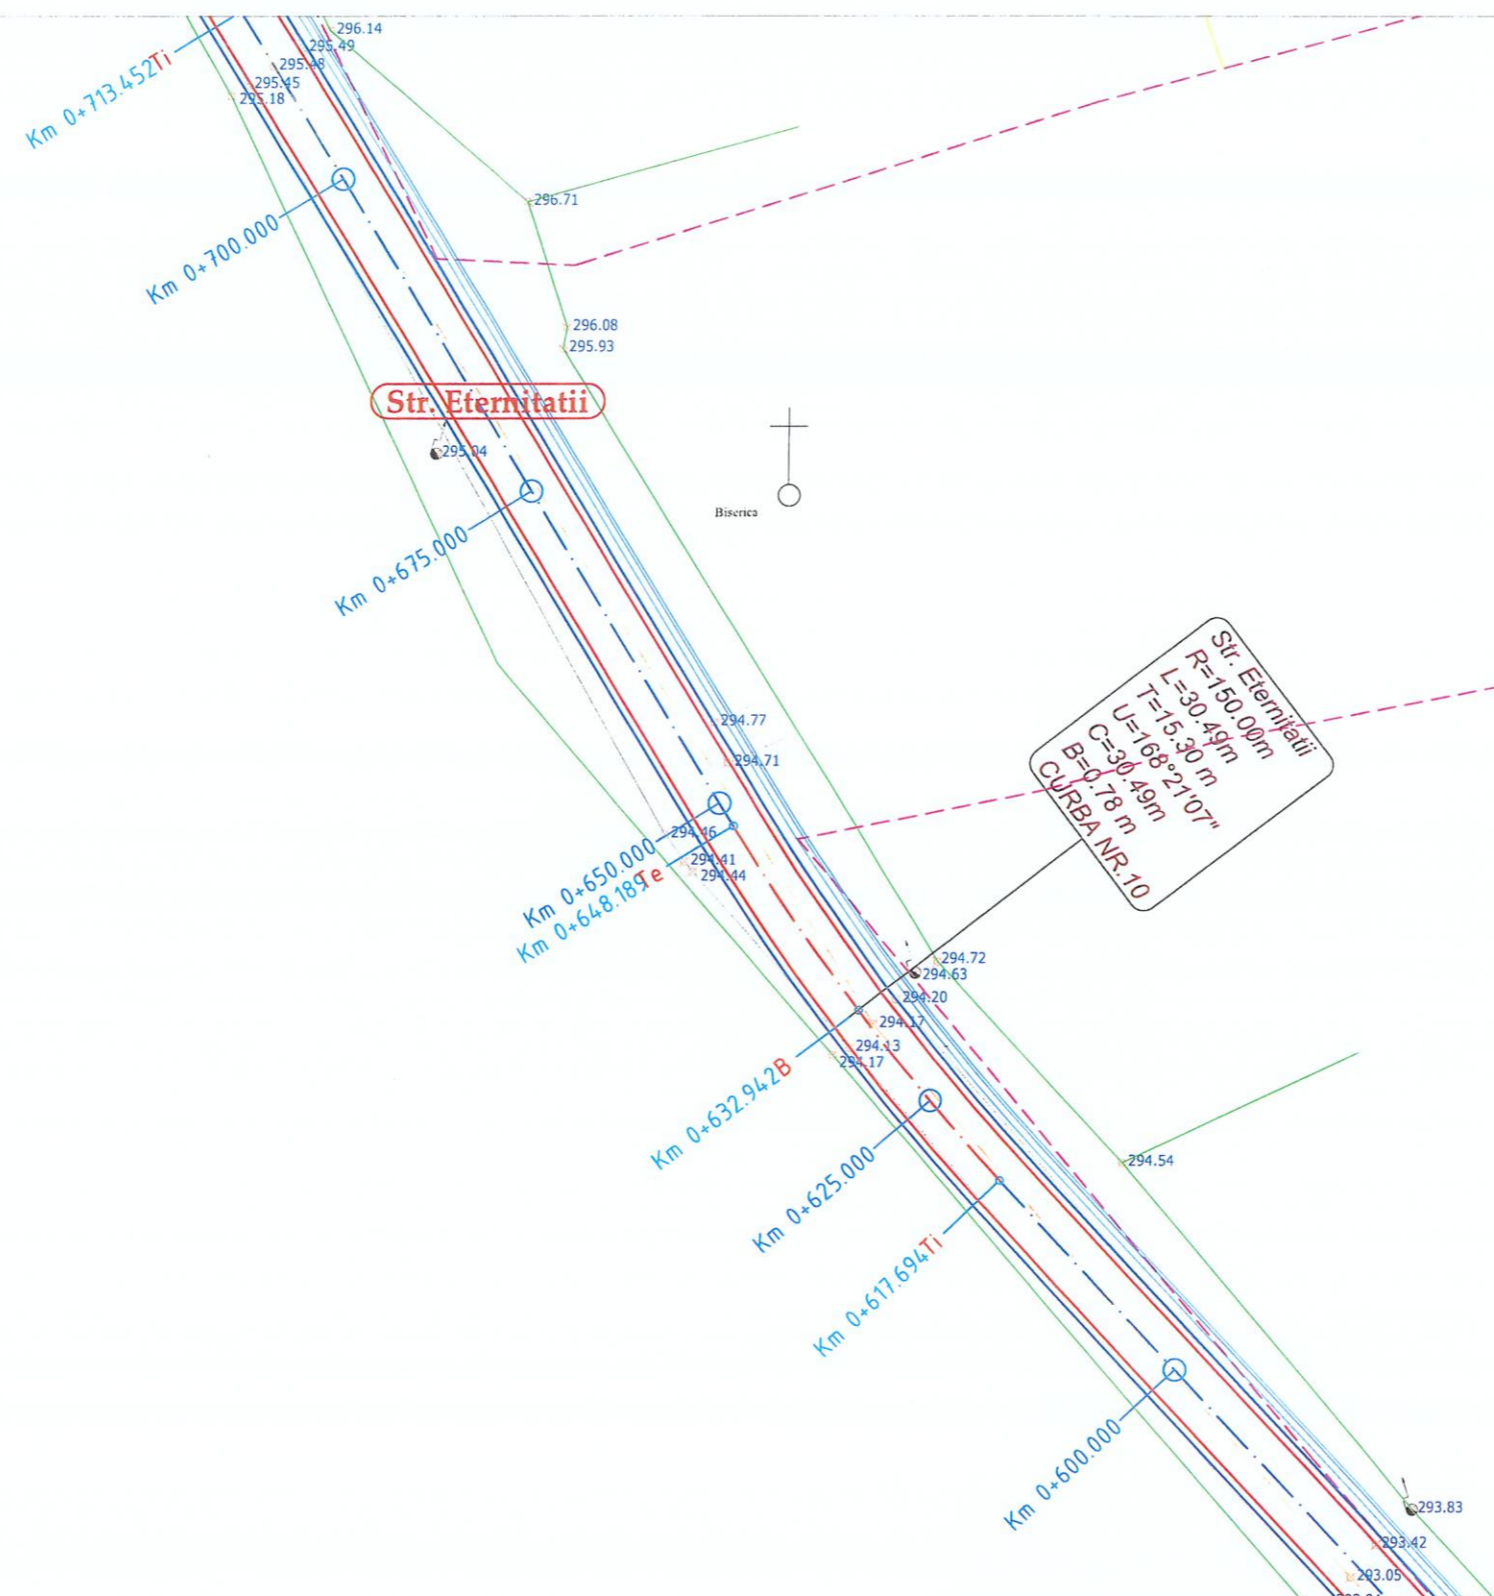 296.14
295.49
295.48
295.45
295.18
Km 0+713.452Ti
Km 0+700.000
296.71
296.08
295.93
Str. Eternitatii
295.04
Biserica
Km 0+675.000
Str. Eternitatii
R=150.00m
L=30.49m
T=15.30 m
U=168°21'07"
C=30.49m
B=0.78 m
CURBA NR.10
294.77
294.71
294.46
294.41
294.44
Km 0+650.000
Km 0+648.189Te
294.72
294.63
294.20
294.17
294.13
294.17
Km 0+632.942B
Km 0+625.000
294.54
Km 0+617.694Ti
Km 0+600.000
293.83
293.42
293.05